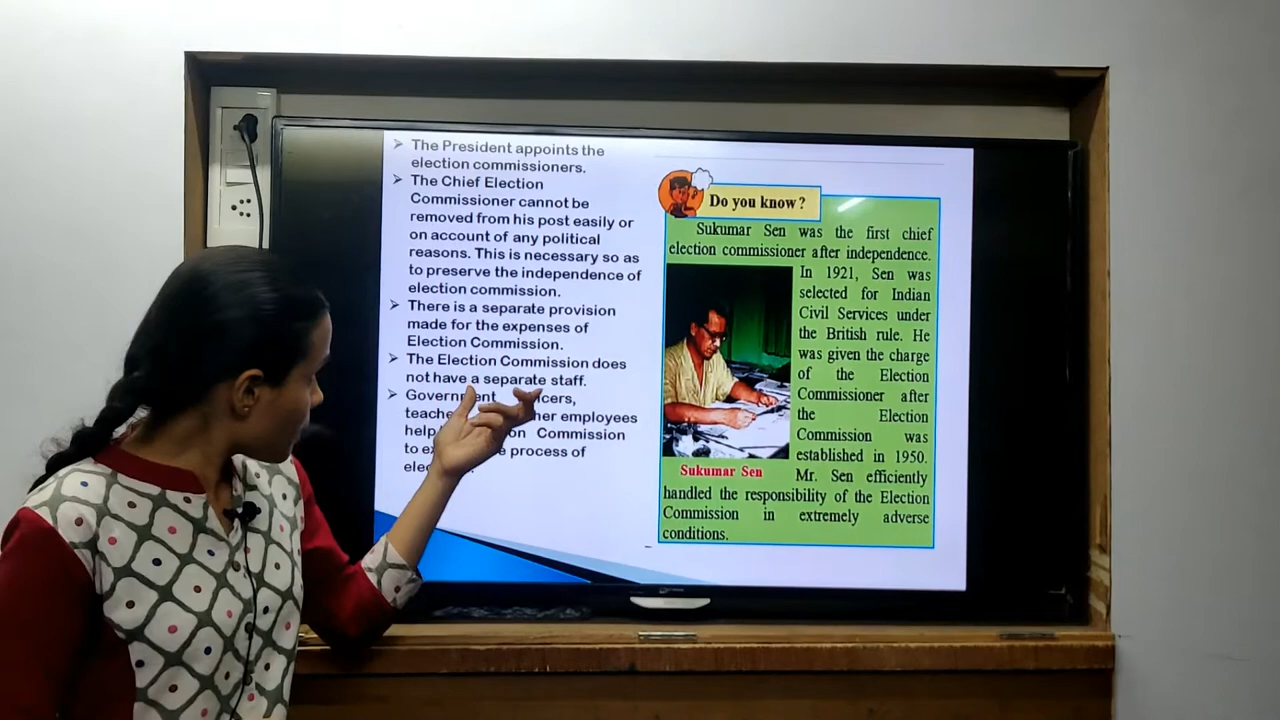 The President appoints the
election commissioners.
The Chief Election
Commissioner cannot be
removed from his post easily or
on account of any political
reasons. This is necessary so as
to preserve the independence of
election commission.
There is a separate provision
made for the expenses of
Election Commission.
The Election Commission does
not have a separate staff.
employees
help Commission
to process of
Do you know?
Sukumar Sen was the first chief
election commissioner after independence.
In 1921, Sen was
selected for Indian
Civil Services under
the British rule. He
was given the charge
of the Election
Commissioner after
the Election
Commission was
established in 1950.
Sukumar Sen
Mr. Sen efficiently
handled the responsibility of the Election
Commission in extremely adverse
conditions.